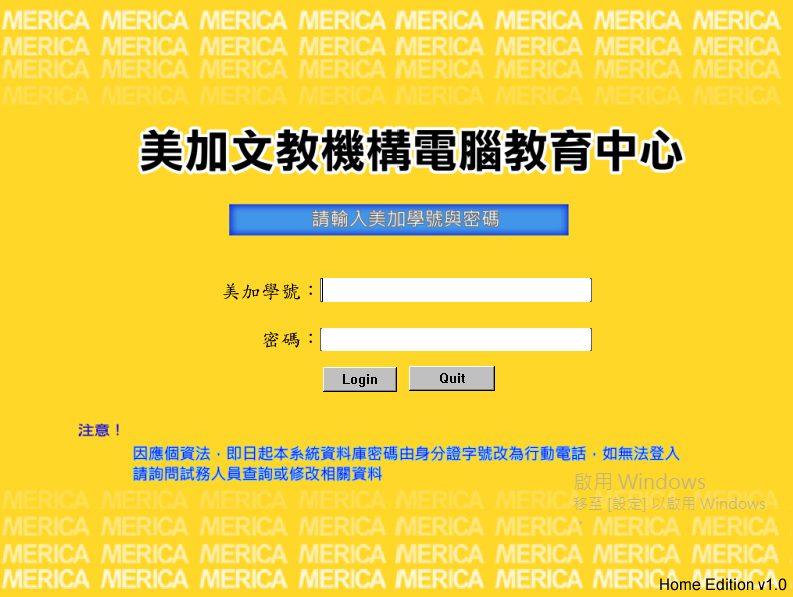 MERICA MERICA MERICA MERICA MERICA MERICA MERICA MERICA
MERICA MERICA MERICA MERICA MERICA MERICA MERICA MERICA
MERICA MERICA MERICA MERICA MERICA MERICA MERICA MERICA
MERICA MERICA MERICA MERICA MERICA MERICA MERICA MERICA
美加文教機構電腦教育中心
請輸入美加學號與密碼
美加學號：
密碼：
Login Quit
注意！
因應個資法，即日起本系統資料庫密碼由身分證字號改為行動電話，如無法登入
請詢問試務人員查詢或修改相關資料
啟用 Windows
移至 [設定] 以啟用 Windows
。
MERICA MERICA MERICA MERICA MERICA MERICA MERICA MERICA
MERICA MERICA MERICA MERICA MERICA MERICA MERICA MERICA
MERICA MERICA MERICA MERICA MERICA MERICA MERICA MERICA
MERICA MERICA MERICA MERICA MERICA MERICA MERICA MERICA
Home Edition v1.0